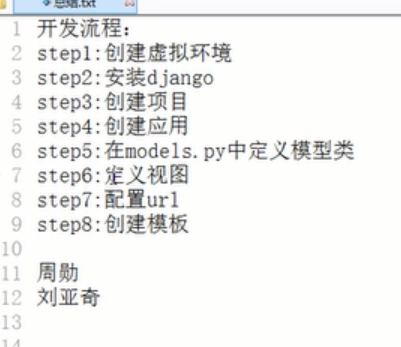 总结.txt
1 开发流程：
2 step1:创建虚拟环境
3 step2:安装django
4 step3:创建项目
5 step4:创建应用
6 step5:在models.py中定义模型类
7 step6:定义视图
8 step7:配置url
9 step8:创建模板
10
11 周勋
12 刘亚奇
13
14